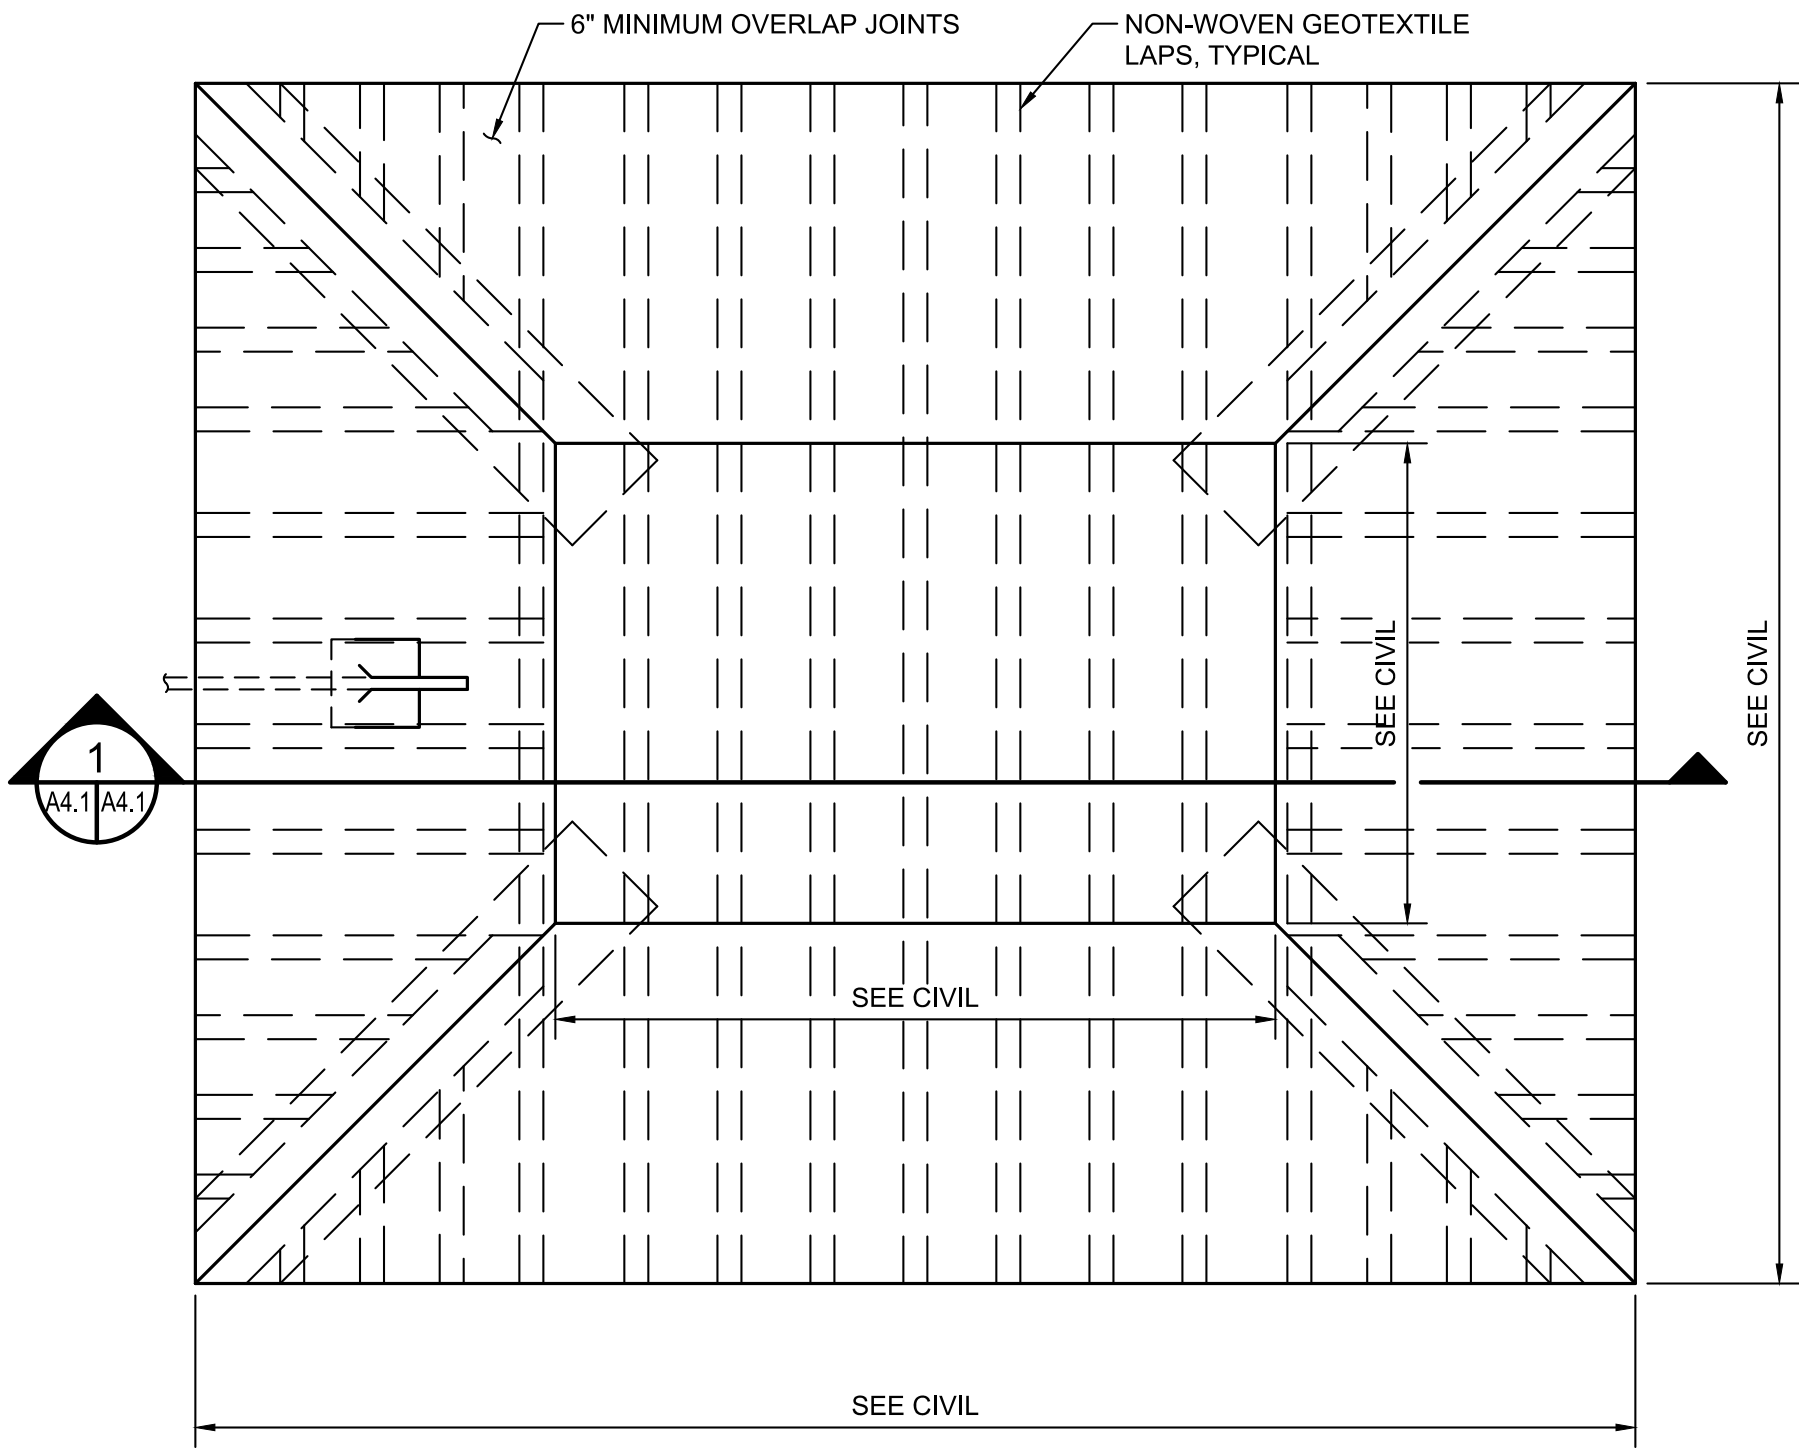 6" MINIMUM OVERLAP JOINTS
NON-WOVEN GEOTEXTILE
LAPS, TYPICAL
SEE CIVIL
SEE CIVIL
1
A4.1 A4.1
SEE CIVIL
SEE CIVIL